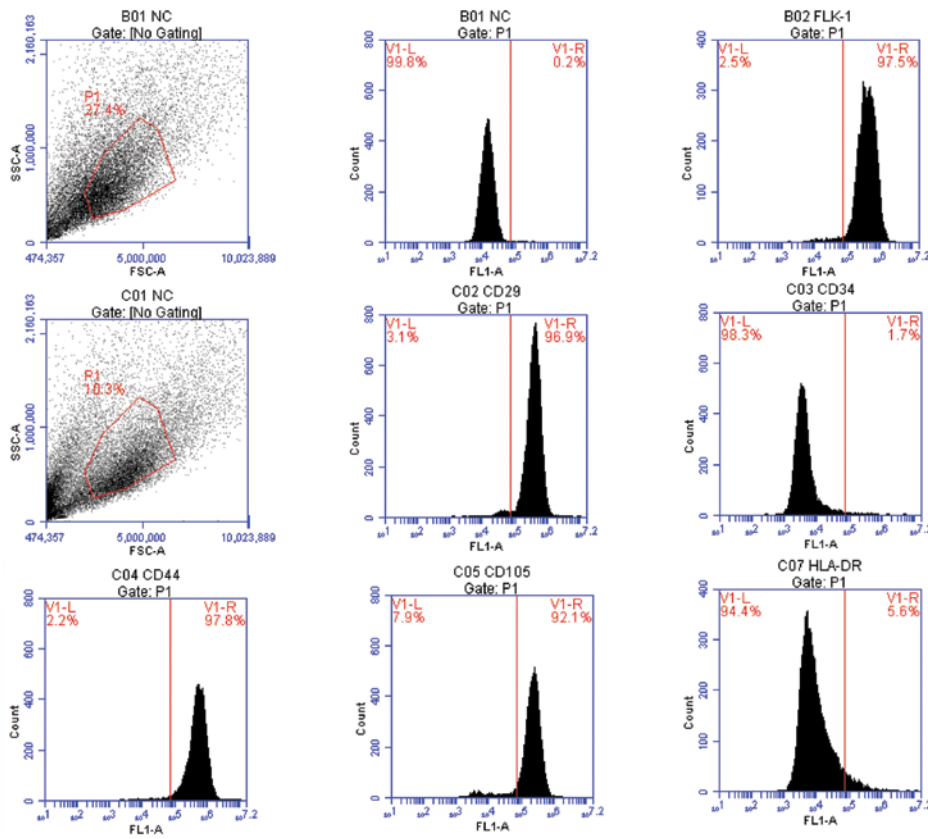 B01 NC
Gate: [No Gating]
2,160,163
1,000,000
0
SSC-A
P1
27.4%
474,357
5,000,000
10,023,889
FSC-A
B01 NC
Gate: P1
V1-L
99.8%
V1-R
0.2%
800
600
400
200
0
Count
FL1-A
B02 FLK-1
Gate: P1
V1-L
2.5%
V1-R
97.5%
400
300
200
100
0
Count
FL1-A
C01 NC
Gate: [No Gating]
2,160,163
1,000,000
0
SSC-A
P1
10.3%
474,357
5,000,000
10,023,889
FSC-A
C02 CD29
Gate: P1
V1-L
3.1%
V1-R
96.9%
800
600
400
200
0
Count
FL1-A
C03 CD34
Gate: P1
V1-L
98.3%
V1-R
1.7%
800
600
400
200
0
Count
FL1-A
C04 CD44
Gate: P1
V1-L
2.2%
V1-R
97.8%
800
600
400
200
0
Count
FL1-A
C05 CD105
Gate: P1
V1-L
7.9%
V1-R
92.1%
800
600
400
200
0
Count
FL1-A
C07 HLA-DR
Gate: P1
V1-L
94.4%
V1-R
5.6%
400
300
200
100
0
Count
FL1-A